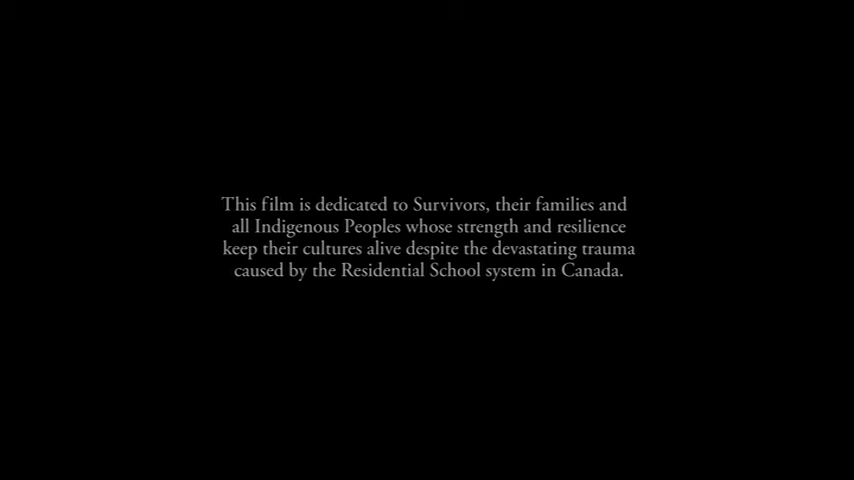 This film is dedicated to Survivors, their families and
all Indigenous Peoples whose strength and resilience
keep their cultures alive despite the devastating trauma
caused by the Residential School system in Canada.